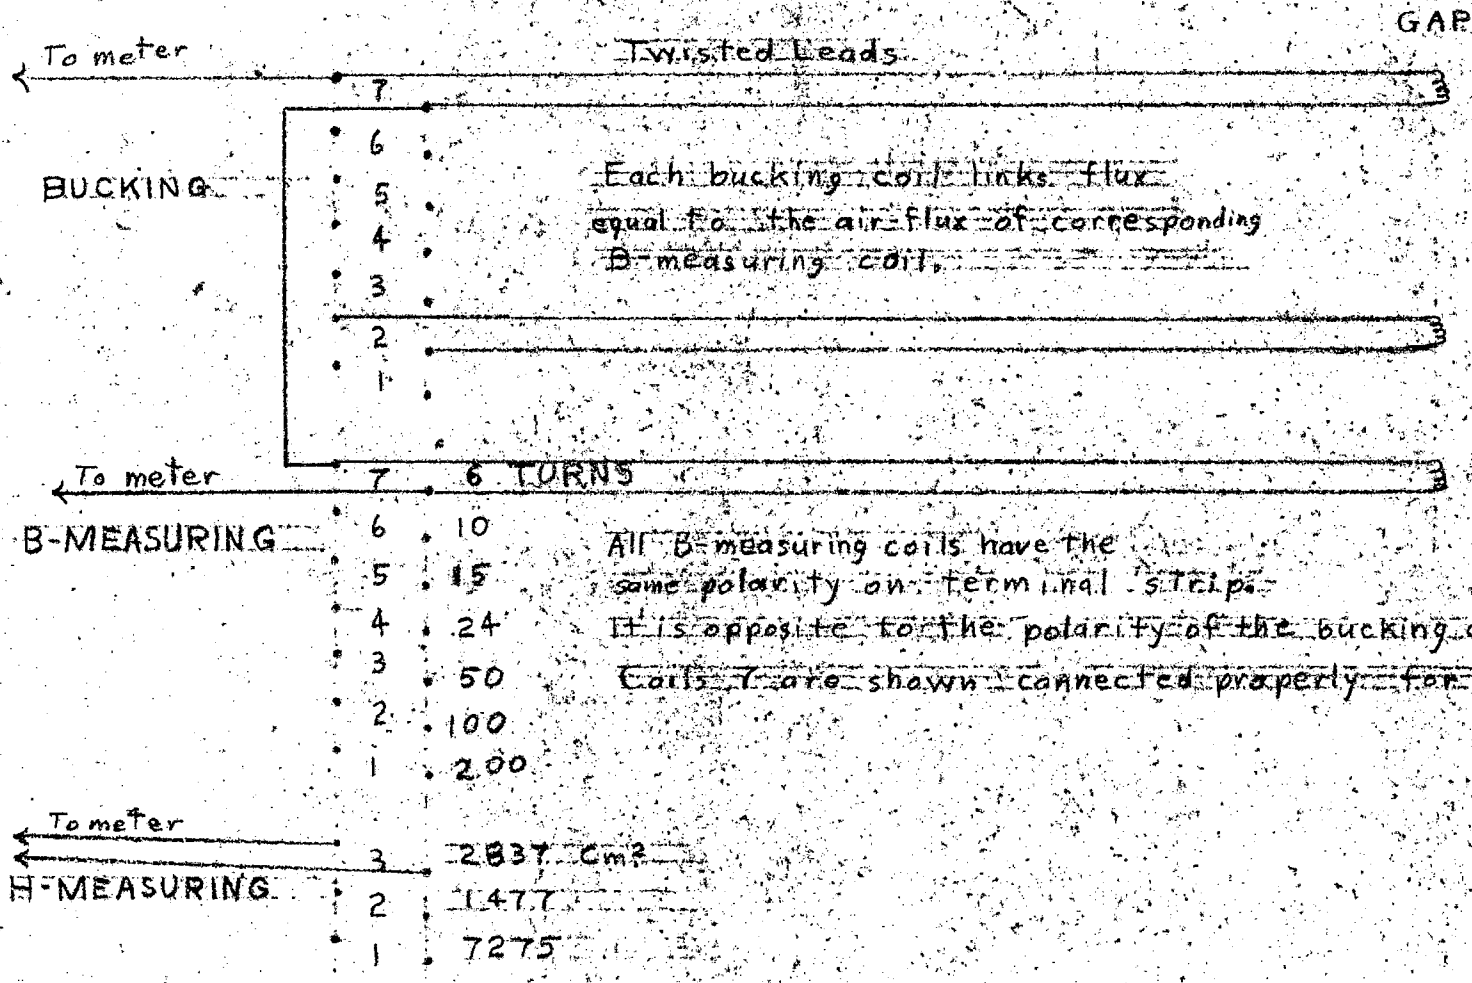 GAP
To meter
Twisted Leads
7
6
BUCKING
5
4
3
2
1
Each bucking coil links flux
equal to the air flux of corresponding
B-measuring coil.
To meter
7 6 TURNS
B-MEASURING
6 10
5 15
4 24
3 50
2 100
1 200
All B-measuring coils have the
same polarity on terminal strip.
It is opposite to the polarity of the bucking
Coils 7 are shown connected properly for
To meter
3 2837 Cm²
H-MEASURING
2 1477
1 7275